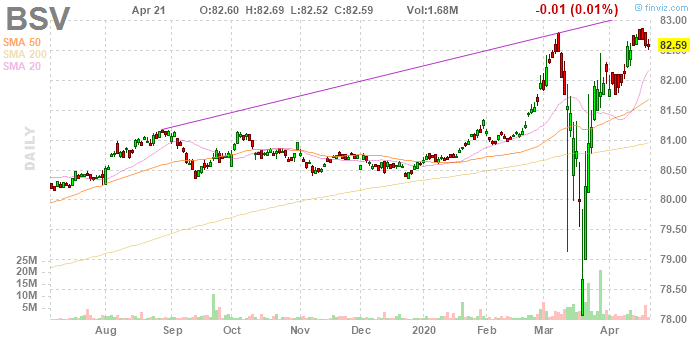 BSV
Apr 21 O:82.60 H:82.69 L:82.52 C:82.59 Vol:1.68M -0.01 (0.01%)
© finviz.com
SMA 50
SMA 200
SMA 20
DAILY
83.00
82.59
82.50
82.00
81.50
81.00
80.50
80.00
79.50
79.00
78.50
78.00
25M
20M
15M
10M
5M
Aug Sep Oct Nov Dec 2020 Feb Mar Apr